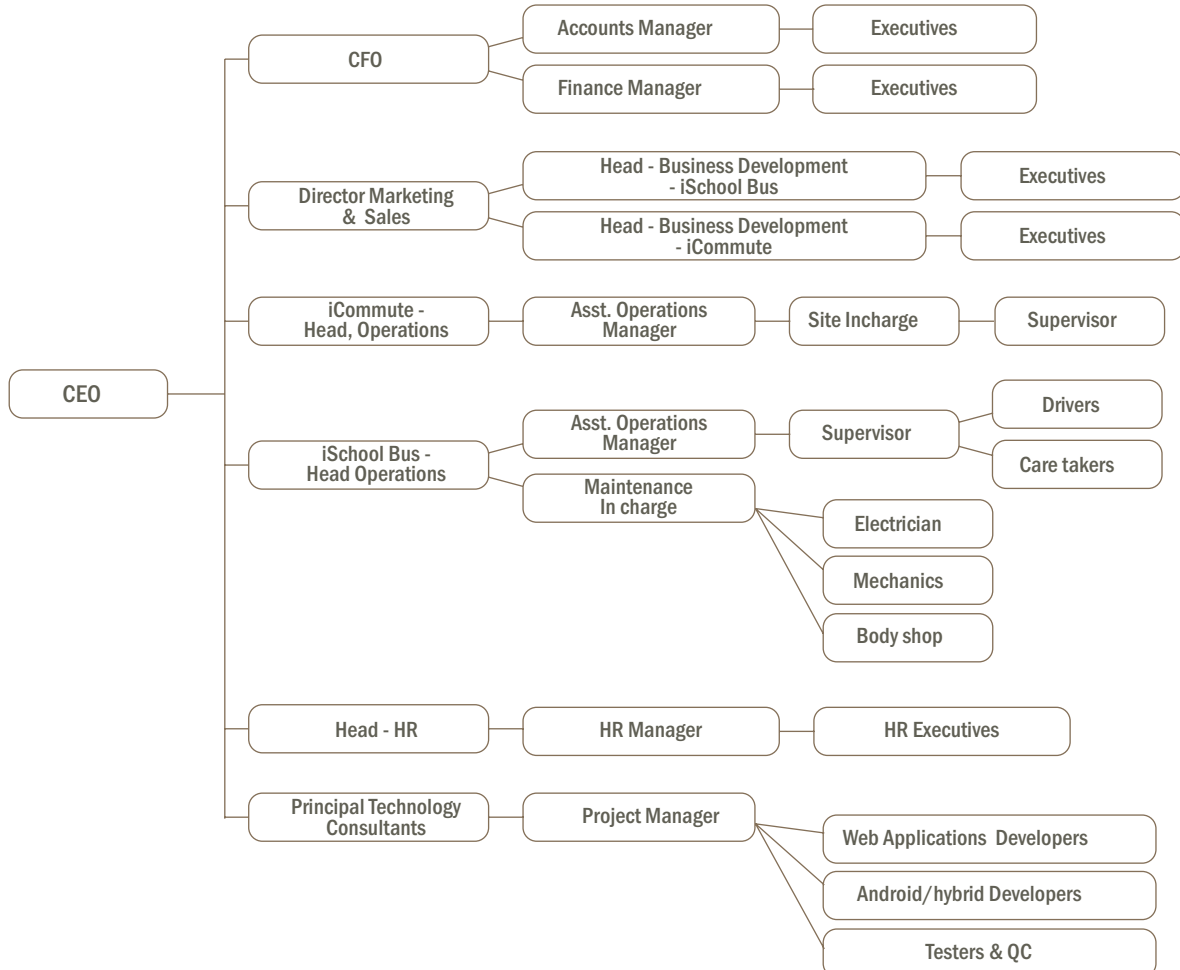 CFO
Accounts Manager
Executives
Finance Manager
Executives
Director Marketing
& Sales
Head - Business Development
- iSchool Bus
Executives
Head - Business Development
- iCommute
Executives
iCommute -
Head, Operations
Asst. Operations
Manager
Site Incharge
Supervisor
CEO
iSchool Bus -
Head Operations
Asst. Operations
Manager
Supervisor
Drivers
Care takers
Maintenance
In charge
Electrician
Mechanics
Body shop
Head - HR
HR Manager
HR Executives
Principal Technology
Consultants
Project Manager
Web Applications Developers
Android/hybrid Developers
Testers & QC